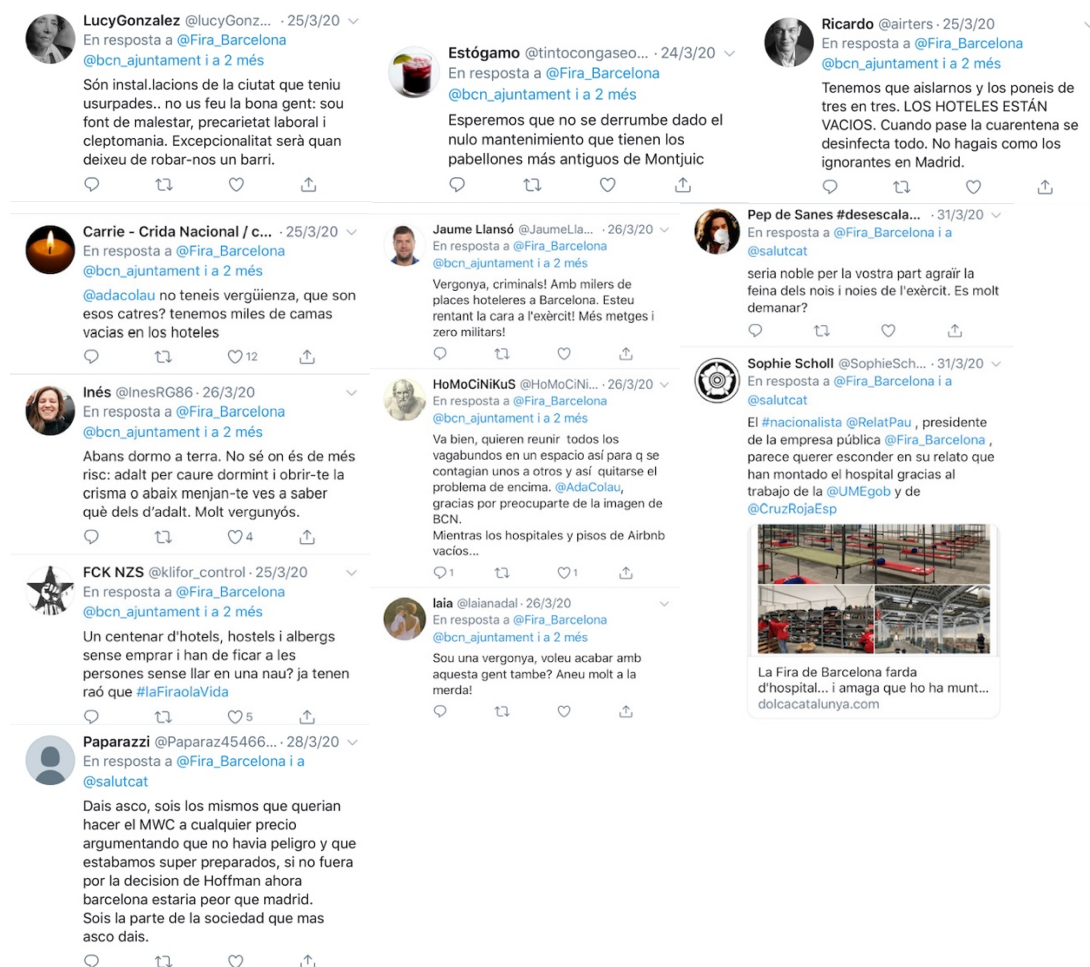 LucyGonzalez @lucyGonz... · 25/3/20
En resposta a @Fira_Barcelona
@bcn_ajuntament i a 2 més
Són instal.lacions de la ciutat que teniu
usurpades.. no us feu la bona gent: sou
font de malestar, precarietat laboral i
cleptomania. Excepcionalitat serà quan
deixeu de robar-nos un barri.
Estógamo @tintocongaseo... · 24/3/20
En resposta a @Fira_Barcelona
@bcn_ajuntament i a 2 més
Esperemos que no se derrumbe dado el
nulo mantenimiento que tienen los
pabellones más antiguos de Montjuic
Ricardo @airters · 25/3/20
En resposta a @Fira_Barcelona
@bcn_ajuntament i a 2 més
Tenemos que aislarnos y los poneis de
tres en tres. LOS HOTELES ESTÁN
VACIOS. Cuando pase la cuarentena se
desinfecta todo. No hagais como los
ignorantes en Madrid.
Carrie - Crida Nacional / c... · 25/3/20
En resposta a @Fira_Barcelona
@bcn_ajuntament i a 2 més
@adacolau no teneis vergüienza, que son
esos catres? tenemos miles de camas
vacias en los hoteles
12
Inés @InesRG86 · 26/3/20
En resposta a @Fira_Barcelona
@bcn_ajuntament i a 2 més
Abans dormo a terra. No sé on és de més
risc: adalt per caure dormint i obrir-te la
crisma o abaix menjan-te ves a saber
què dels d'adalt. Molt vergunyós.
4
FCK NZS @klifor_control · 25/3/20
En resposta a @Fira_Barcelona
@bcn_ajuntament i a 2 més
Un centenar d'hotels, hostels i albergs
sense emprar i han de ficar a les
persones sense llar en una nau? ja tenen
raó que #laFiraolaVida
5
Paparazzi @Paparaz45466... · 28/3/20
En resposta a @Fira_Barcelona i a
@salutcat
Dais asco, sois los mismos que querian
hacer el MWC a cualquier precio
argumentando que no havia peligro y que
estabamos super preparados, si no fuera
por la decision de Hoffman ahora
barcelona estaria peor que madrid.
Sois la parte de la sociedad que mas
asco dais.
Jaume Llansó @JaumeLla... · 26/3/20
En resposta a @Fira_Barcelona
@bcn_ajuntament i a 2 més
Vergonya, criminals! Amb milers de
places hoteleres a Barcelona. Esteu
rentant la cara a l'exèrcit! Més metges i
zero militars!
HoMoCiNiKuS @HoMoCiNi... · 26/3/20
En resposta a @Fira_Barcelona
@bcn_ajuntament i a 2 més
Va bien, quieren reunir todos los
vagabundos en un espacio así para q se
contagian unos a otros y así quitarse el
problema de encima. @AdaColau,
gracias por preocuparte de la imagen de
BCN.
Mientras los hospitales y pisos de Airbnb
vacíos...
1 1
laia @laianadal · 26/3/20
En resposta a @Fira_Barcelona
@bcn_ajuntament i a 2 més
Sou una vergonya, voleu acabar amb
aquesta gent també? Aneu molt a la
merda!
Pep de Sanes #desescala... · 31/3/20
En resposta a @Fira_Barcelona i a
@salutcat
seria noble per la vostra part agraïr la
feina dels nois i noies de l'exèrcit. Es molt
demanar?
Sophie Scholl @SophieSch... · 31/3/20
En resposta a @Fira_Barcelona i a
@salutcat
El #nacionalista @RelatPau , presidente
de la empresa pública @Fira_Barcelona ,
parece querer esconder en su relato que
han montado el hospital gracias al
trabajo de la @UMEgob y de
@CruzRojaEsp
La Fira de Barcelona farda
d'hospital... i amaga que ho ha munt...
dolcacatalunya.com